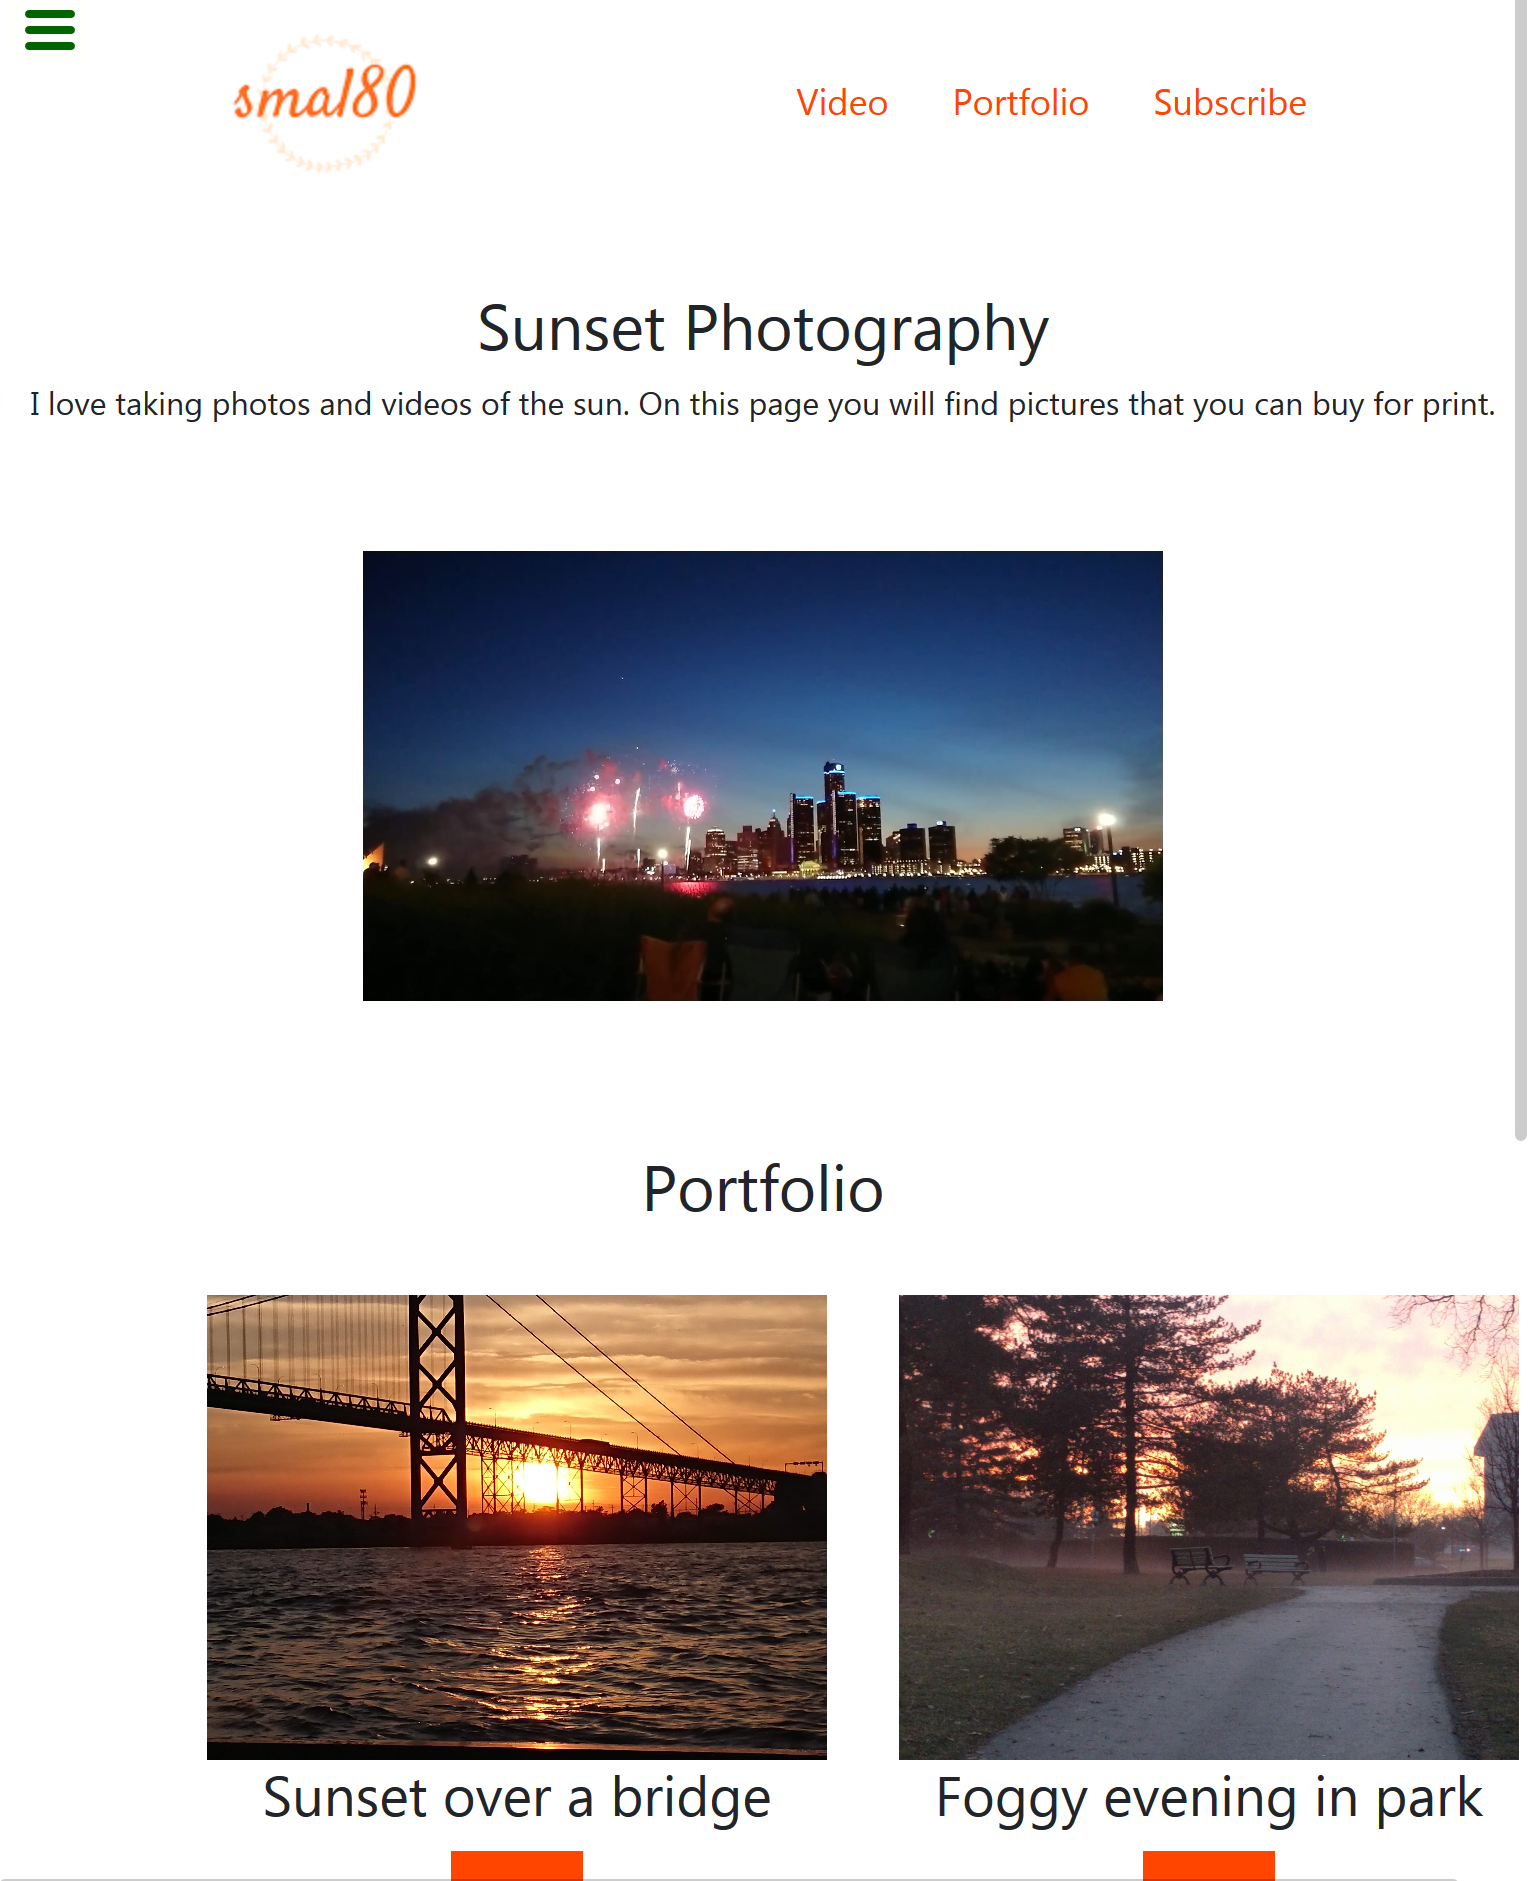 smal80
Video Portfolio Subscribe
Sunset Photography
I love taking photos and videos of the sun. On this page you will find pictures that you can buy for print.
Portfolio
Sunset over a bridge
Foggy evening in park